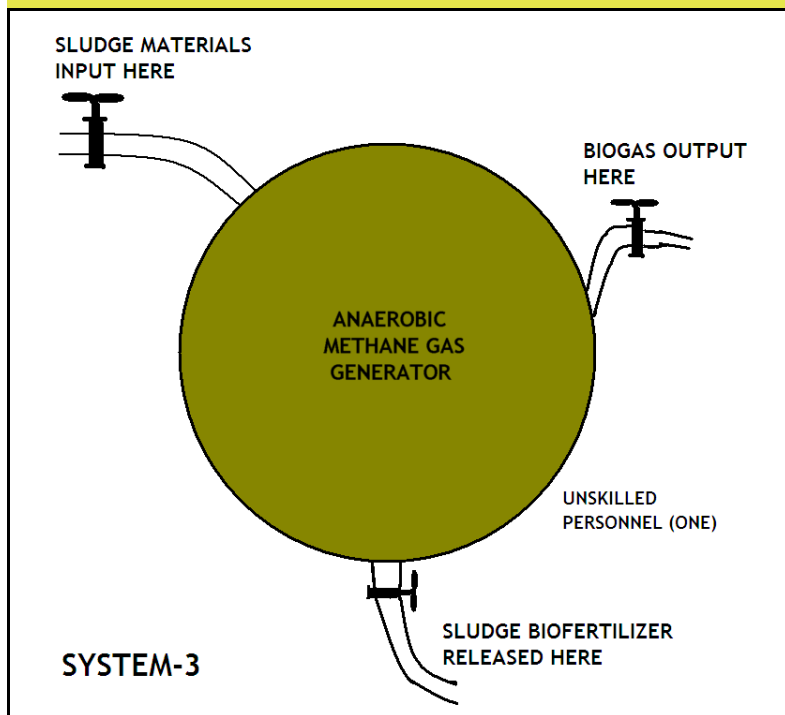 SLUDGE MATERIALS
INPUT HERE
BIOGAS OUTPUT
HERE
ANAEROBIC
METHANE GAS
GENERATOR
UNSKILLED
PERSONNEL (ONE)
SLUDGE BIOFERTILIZER
RELEASED HERE
SYSTEM-3